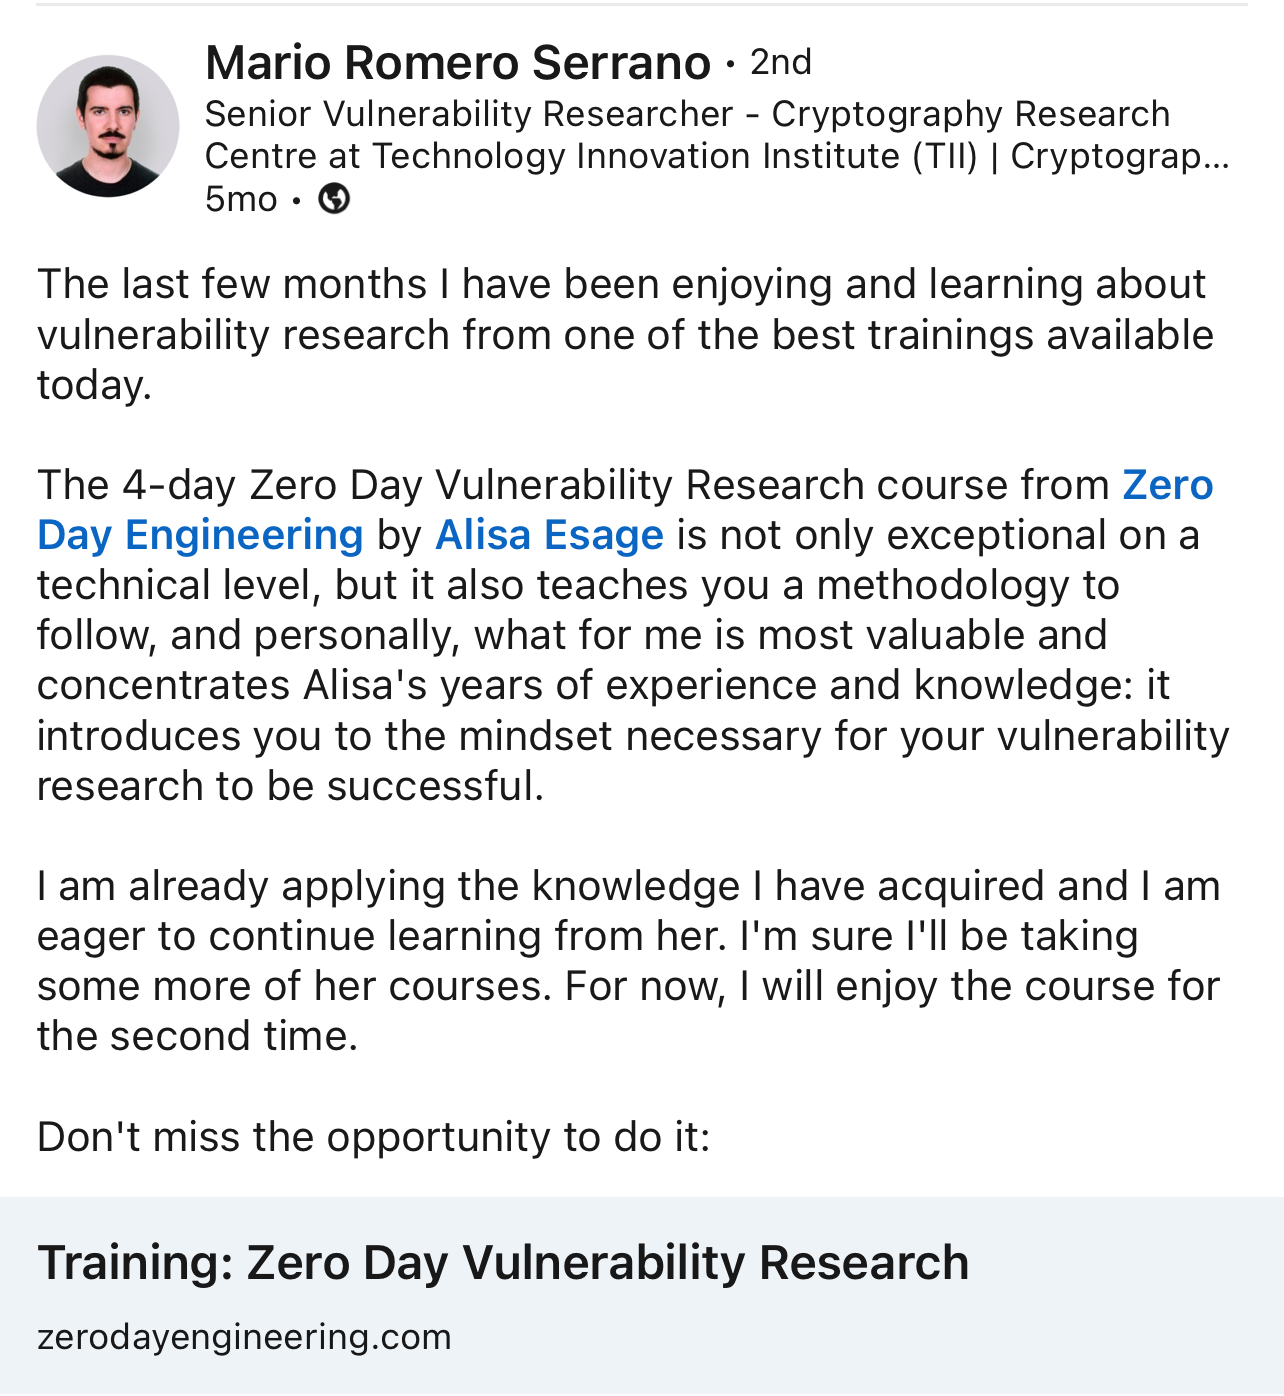 Mario Romero Serrano • 2nd
Senior Vulnerability Researcher - Cryptography Research
Centre at Technology Innovation Institute (TII) | Cryptograp...
5mo •
The last few months I have been enjoying and learning about
vulnerability research from one of the best trainings available
today.
The 4-day Zero Day Vulnerability Research course from Zero
Day Engineering by Alisa Esage is not only exceptional on a
technical level, but it also teaches you a methodology to
follow, and personally, what for me is most valuable and
concentrates Alisa's years of experience and knowledge: it
introduces you to the mindset necessary for your vulnerability
research to be successful.
I am already applying the knowledge I have acquired and I am
eager to continue learning from her. I'm sure I'll be taking
some more of her courses. For now, I will enjoy the course for
the second time.
Don't miss the opportunity to do it:
Training: Zero Day Vulnerability Research
zerodayengineering.com